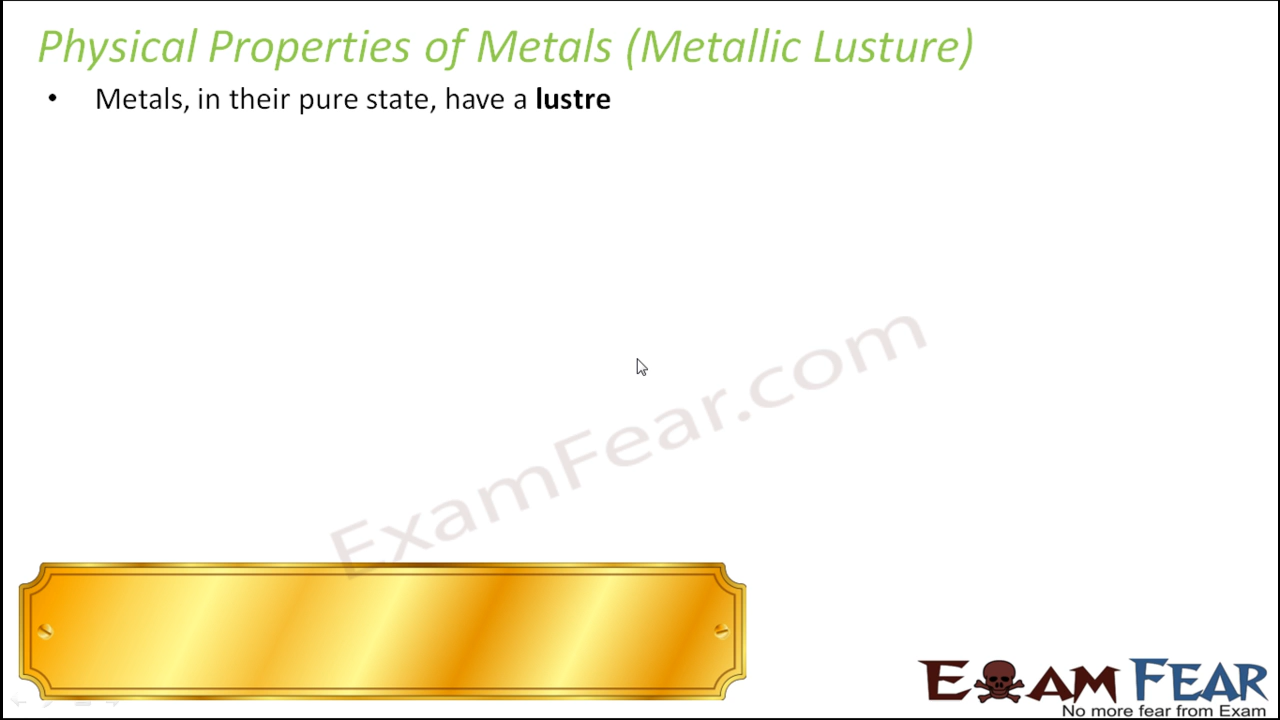 Physical Properties of Metals (Metallic Lusture)
• Metals, in their pure state, have a lustre
ExamFear.com
EXAM FEAR
No more fear from Exam